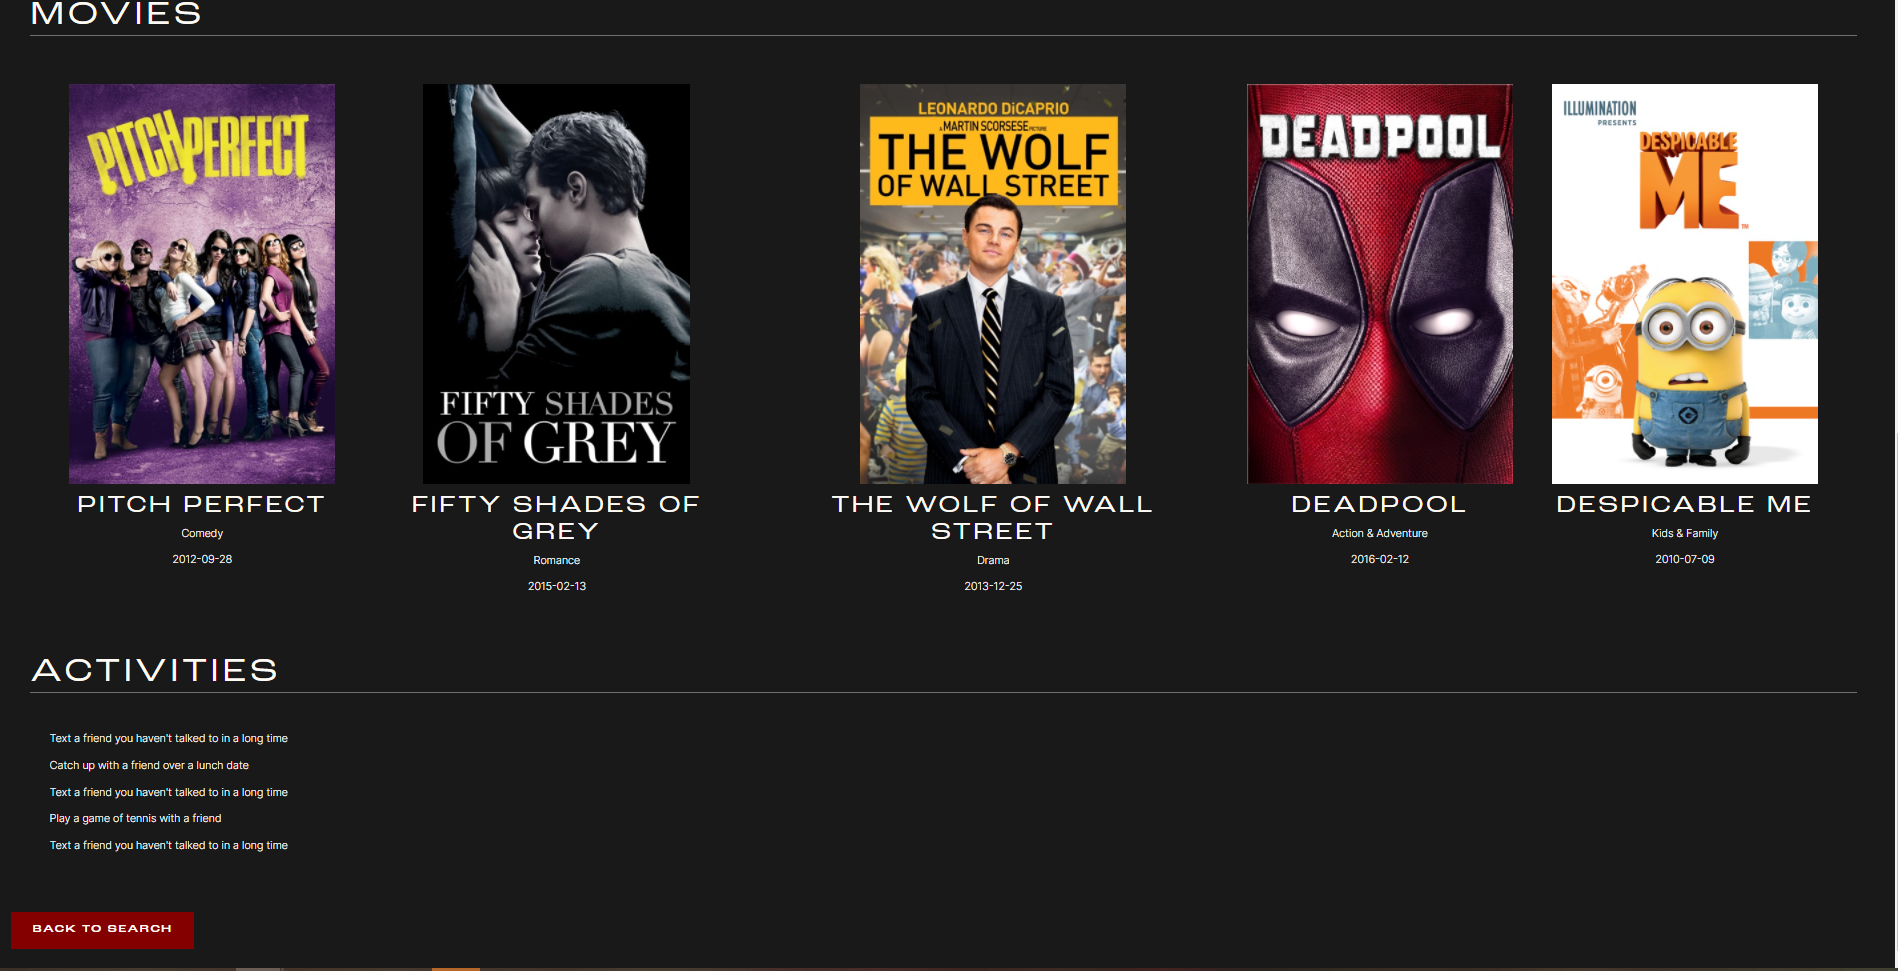 MOVIES
PITCH PERFECT
FIFTY SHADES
OF GREY
LEONARDO DiCAPRIO
A MARTIN SCORSESE PICTURE
THE WOLF
OF WALL STREET
DEADPOOL
ILLUMINATION
PRESENTS
DESPICABLE
ME
TM
PITCH PERFECT
Comedy
2012-09-28
FIFTY SHADES OF
GREY
Romance
2015-02-13
THE WOLF OF WALL
STREET
Drama
2013-12-25
DEADPOOL
Action & Adventure
2016-02-12
DESPICABLE ME
Kids & Family
2010-07-09
ACTIVITIES
Text a friend you haven't talked to in a long time
Catch up with a friend over a lunch date
Text a friend you haven't talked to in a long time
Play a game of tennis with a friend
Text a friend you haven't talked to in a long time
BACK TO SEARCH